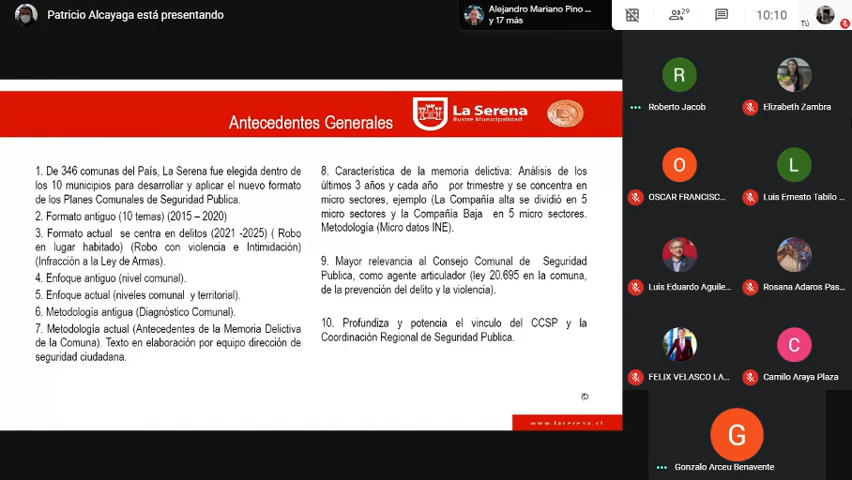 Patricio Alcayaga está presentando
Alejandro Mariano Pino ...
y 17 más
29
10:10
Tú
Antecedentes Generales
La Serena
Ilustre Municipalidad
1. De 346 comunas del País, La Serena fue elegida dentro de
los 10 municipios para desarrollar y aplicar el nuevo formato
de los Planes Comunales de Seguridad Publica.
2. Formato antiguo (10 temas) (2015 – 2020)
3. Formato actual se centra en delitos (2021 -2025) ( Robo
en lugar habitado) (Robo con violencia e Intimidación)
(Infracción a la Ley de Armas).
4. Enfoque antiguo (nivel comunal).
5. Enfoque actual (niveles comunal y territorial).
6. Metodología antigua (Diagnóstico Comunal).
7. Metodología actual (Antecedentes de la Memoria Delictiva
de la Comuna). Texto en elaboración por equipo dirección de
seguridad ciudadana.
8. Característica de la memoria delictiva: Análisis de los
últimos 3 años y cada año por trimestre y se concentra en
micro sectores, ejemplo (La Compañía alta se dividió en 5
micro sectores y la Compañía Baja en 5 micro sectores.
Metodología (Micro datos INE).
9. Mayor relevancia al Consejo Comunal de Seguridad
Publica, como agente articulador (ley 20.695 en la comuna,
de la prevención del delito y la violencia).
10. Profundiza y potencia el vinculo del CCSP y la
Coordinación Regional de Seguridad Publica.
www.laserena.cl
R
Roberto Jacob
Elizabeth Zambra
O
OSCAR FRANCISC...
L
Luis Ernesto Tabilo ...
Luis Eduardo Aguile...
Rosana Adaros Pas...
FELIX VELASCO LA...
C
Camilo Araya Plaza
G
Gonzalo Arceu Benavente